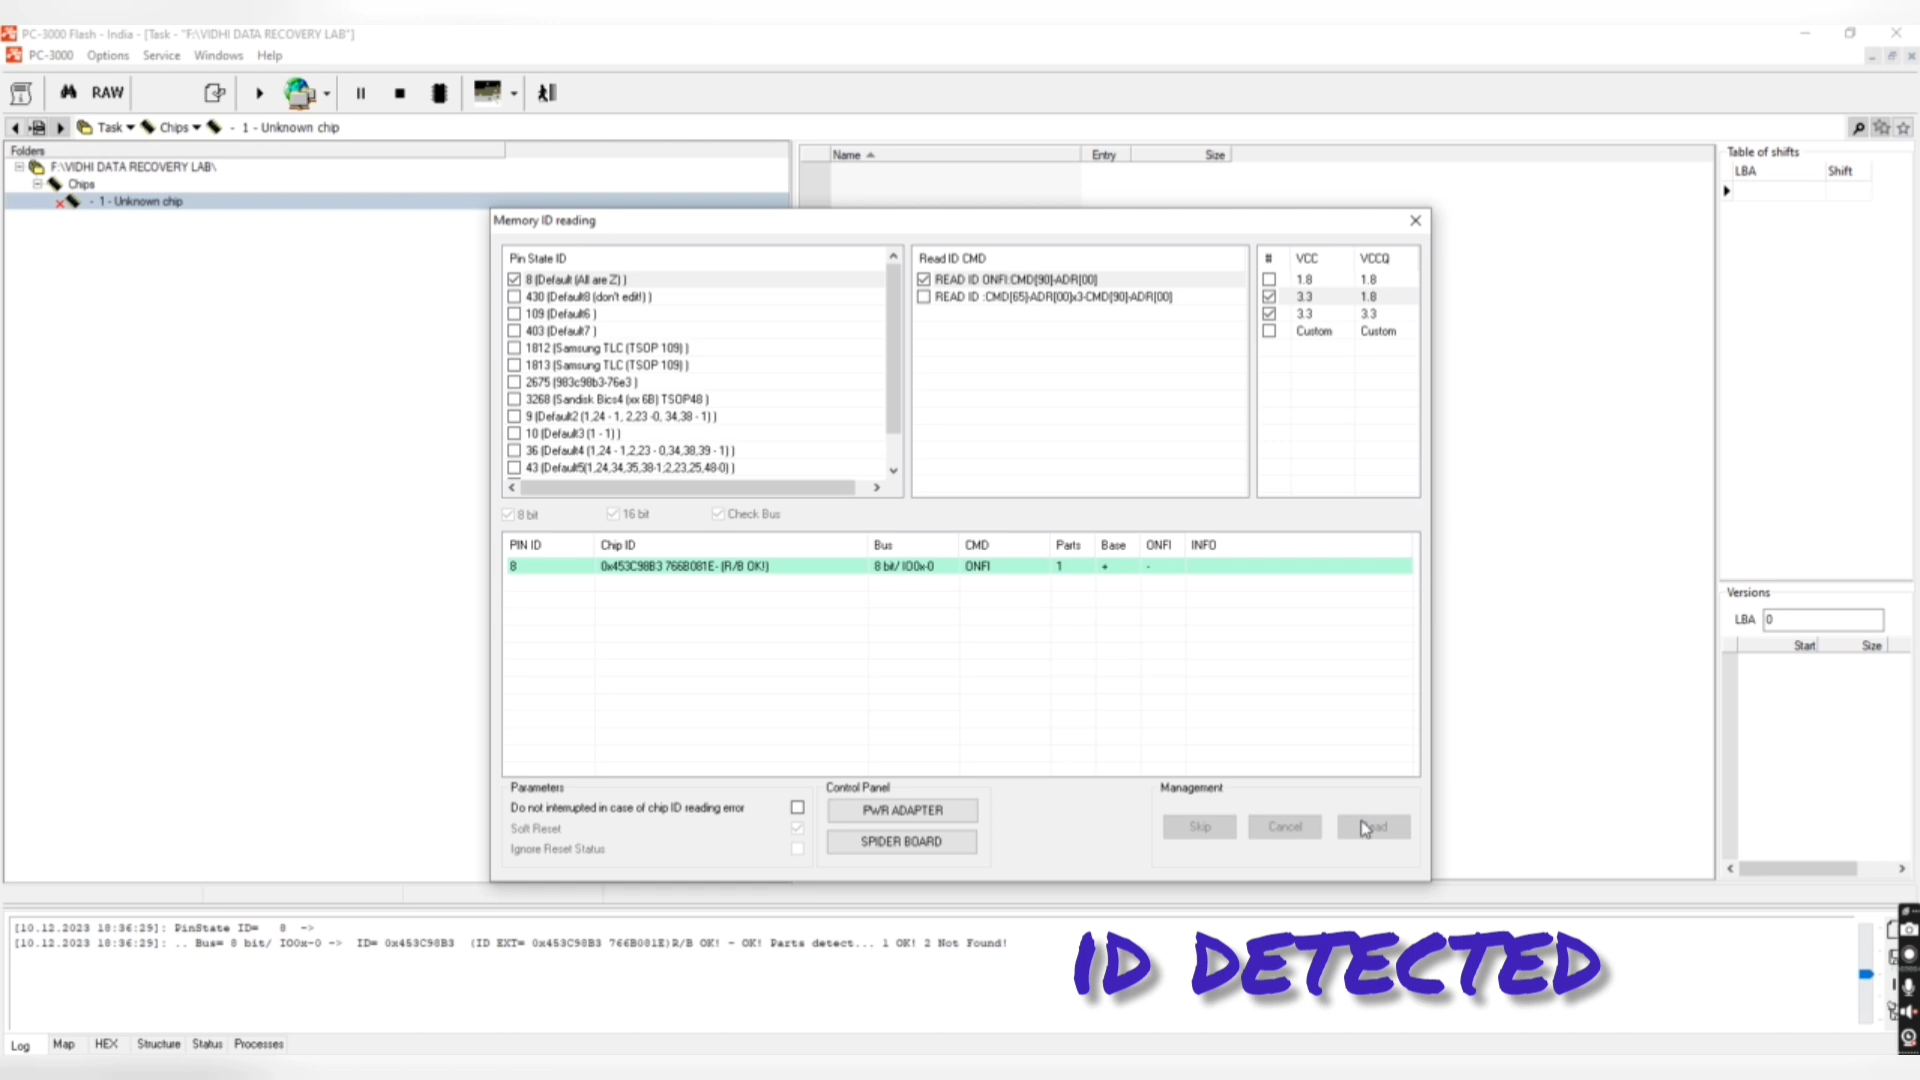 PC-3000 Flash - India - [Task - "F:\VIDHI DATA RECOVERY LAB"]
PC-3000 Options Service Windows Help
RAW
Task Chips - 1 - Unknown chip
Folders
F:\VIDHI DATA RECOVERY LAB\
Chips
- 1 - Unknown chip
Name Entry Size
Table of shifts
LBA Shift
Memory ID reading
Pin State ID
8 (Default (All are Z) )
430 (Default8 (don't edit!) )
109 (Default6 )
403 (Default7 )
1812 (Samsung TLC (TSOP 109) )
1813 (Samsung TLC (TSOP 109) )
2675 (983c98b3-76e3 )
3268 (Sandisk Bics4 (xx 6B) TSOP48 )
9 (Default2 (1,24 - 1, 2,23 -0, 34,38 - 1) )
10 (Default3 (1 - 1) )
36 (Default4 (1,24 - 1,2,23 - 0,34,38,39 - 1) )
43 (Default5(1,24,34,35,38-1;2,23,25,48-0) )
Read ID CMD
READ ID ONFI:CMD[90]-ADR[00]
READ ID :CMD[65]-ADR[00]x3-CMD[90]-ADR[00]
# VCC VCCQ
1.8 1.8
3.3 1.8
3.3 3.3
Custom Custom
8 bit 16 bit Check Bus
PIN ID Chip ID Bus CMD Parts Base ONFI INFO
8 0x453C98B3 766B081E- (R/B OK!) 8 bit/ IO0x-0 ONFI 1 + -
Parameters
Do not interrupted in case of chip ID reading error
Soft Reset
Ignore Reset Status
Control Panel
PWR ADAPTER
SPIDER BOARD
Management
Skip Cancel
Versions
LBA 0
Start Size
[10.12.2023 18:36:29]: PinState ID= 8 ->
[10.12.2023 18:36:29]: .. Bus= 8 bit/ IO0x-0 -> ID= 0x453C98B3 (ID EXT= 0x453C98B3 766B081E)R/B OK! - OK! Parts detect... 1 OK! 2 Not Found!
ID DETECTED
Log Map HEX Structure Status Processes